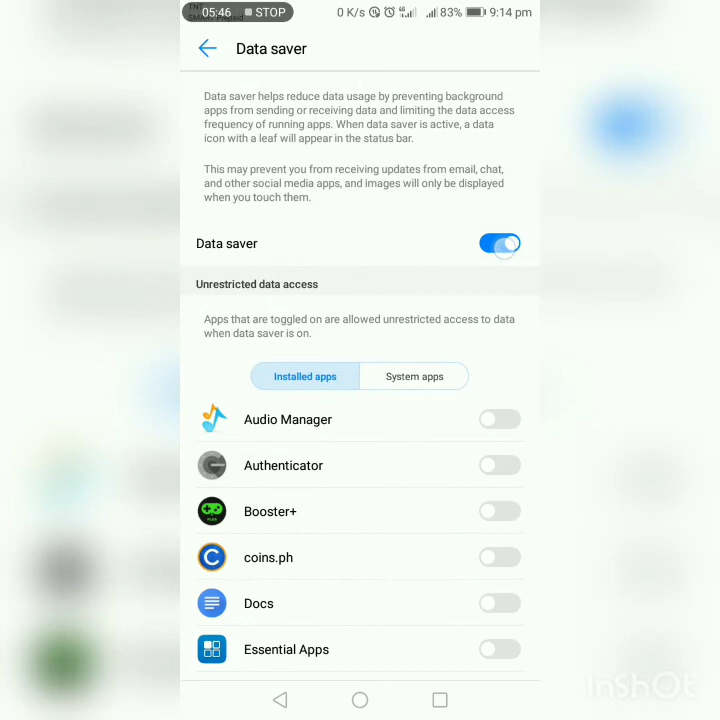 TNT
05:46 STOP 0 K/s 83% 9:14 pm
Data saver
Data saver helps reduce data usage by preventing background
apps from sending or receiving data and limiting the data access
frequency of running apps. When data saver is active, a data
icon with a leaf will appear in the status bar.
This may prevent you from receiving updates from email, chat,
and other social media apps, and images will only be displayed
when you touch them.
Data saver
Unrestricted data access
Apps that are toggled on are allowed unrestricted access to data
when data saver is on.
Installed apps System apps
Audio Manager
Authenticator
Booster+
coins.ph
Docs
Essential Apps
InShOt